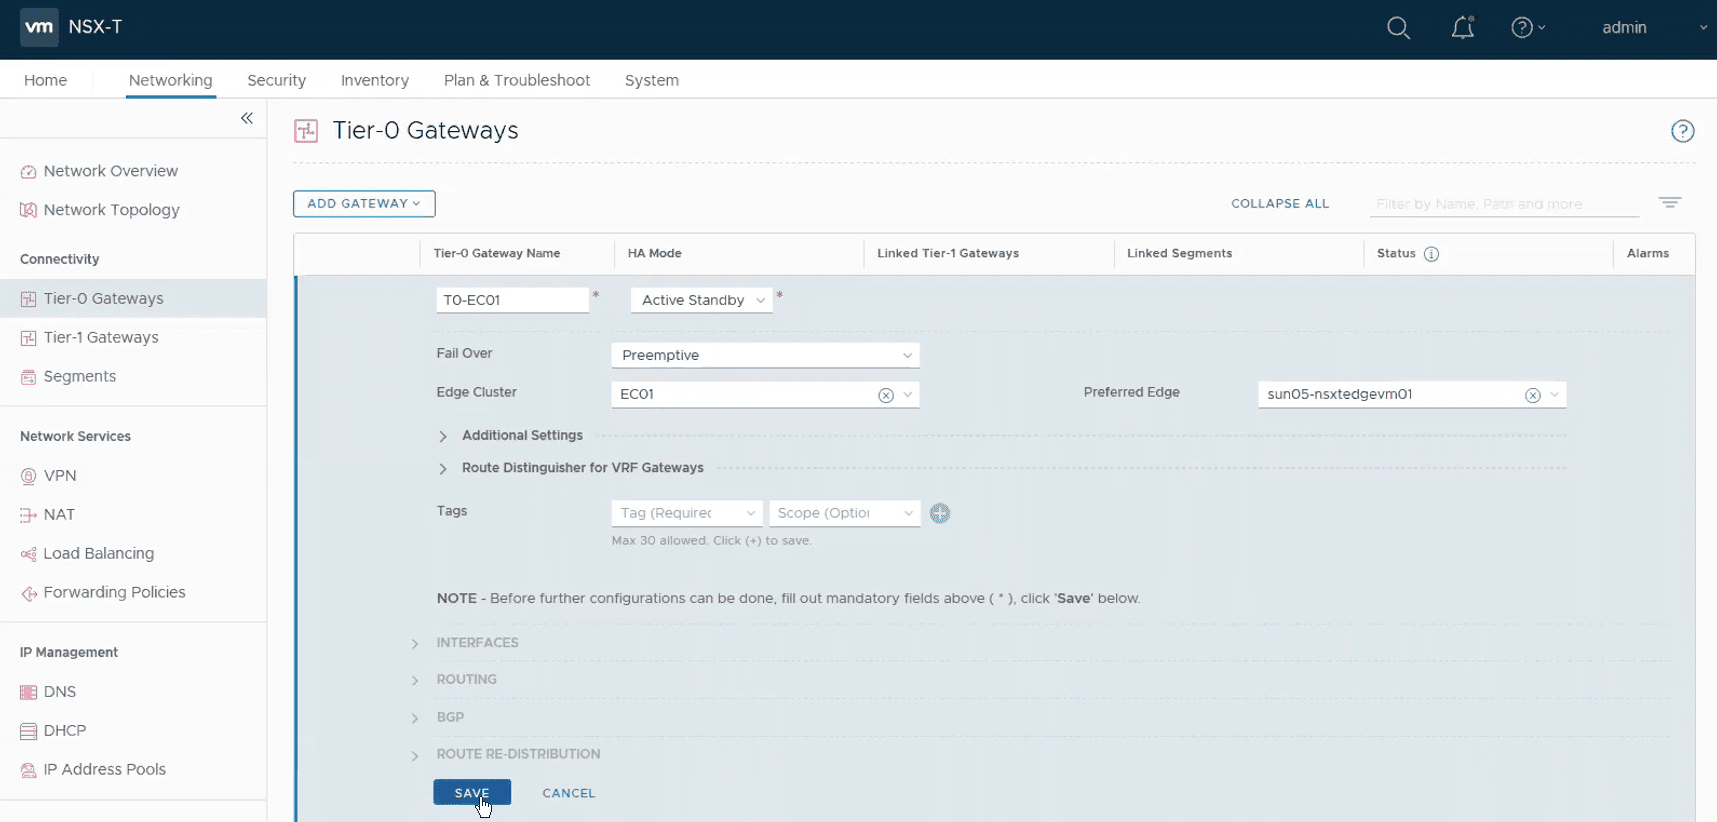 vm NSX-T
admin
Home Networking Security Inventory Plan & Troubleshoot System
Network Overview
Network Topology
Connectivity
Tier-0 Gateways
Tier-1 Gateways
Segments
Network Services
VPN
NAT
Load Balancing
Forwarding Policies
IP Management
DNS
DHCP
IP Address Pools
Tier-0 Gateways
ADD GATEWAY
COLLAPSE ALL
Filter by Name, Path and more
Tier-0 Gateway Name HA Mode Linked Tier-1 Gateways Linked Segments Status Alarms
T0-EC01 * Active Standby *
Fail Over Preemptive
Edge Cluster EC01 Preferred Edge sun05-nsxtedgevm01
Additional Settings
Route Distinguisher for VRF Gateways
Tags Tag (Required Scope (Option
Max 30 allowed. Click (+) to save.
NOTE - Before further configurations can be done, fill out mandatory fields above ( * ), click 'Save' below.
INTERFACES
ROUTING
BGP
ROUTE RE-DISTRIBUTION
SAVE CANCEL